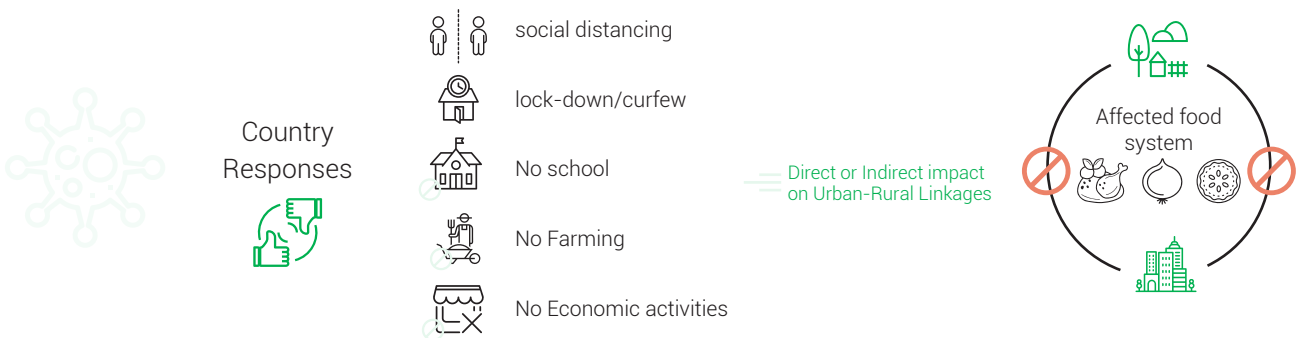 Country
Responses
social distancing
lock-down/curfew
No school
No Farming
No Economic activities
Direct or Indirect impact
on Urban-Rural Linkages
Affected food
system